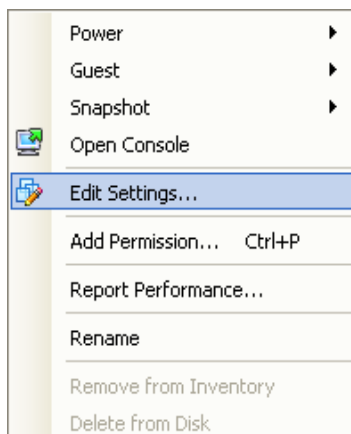 Power
Guest
Snapshot
Open Console
Edit Settings...
Add Permission... Ctrl+P
Report Performance...
Rename
Remove from Inventory
Delete from Disk